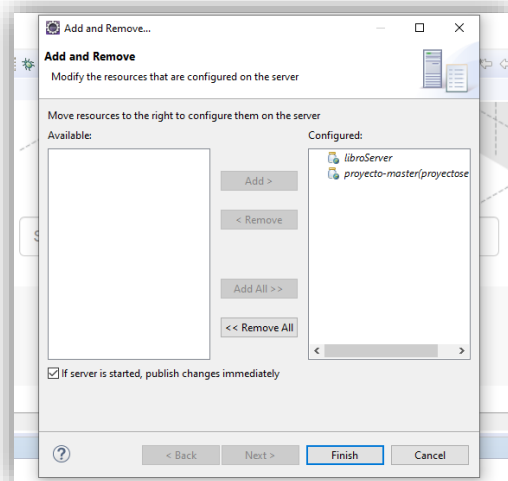 Add and Remove...
Add and Remove
Modify the resources that are configured on the server
Move resources to the right to configure them on the server
Available:
Configured:
libroServer
proyecto-master(proyectose
Add >
< Remove
Add All >>
<< Remove All
If server is started, publish changes immediately
< Back
Next >
Finish
Cancel